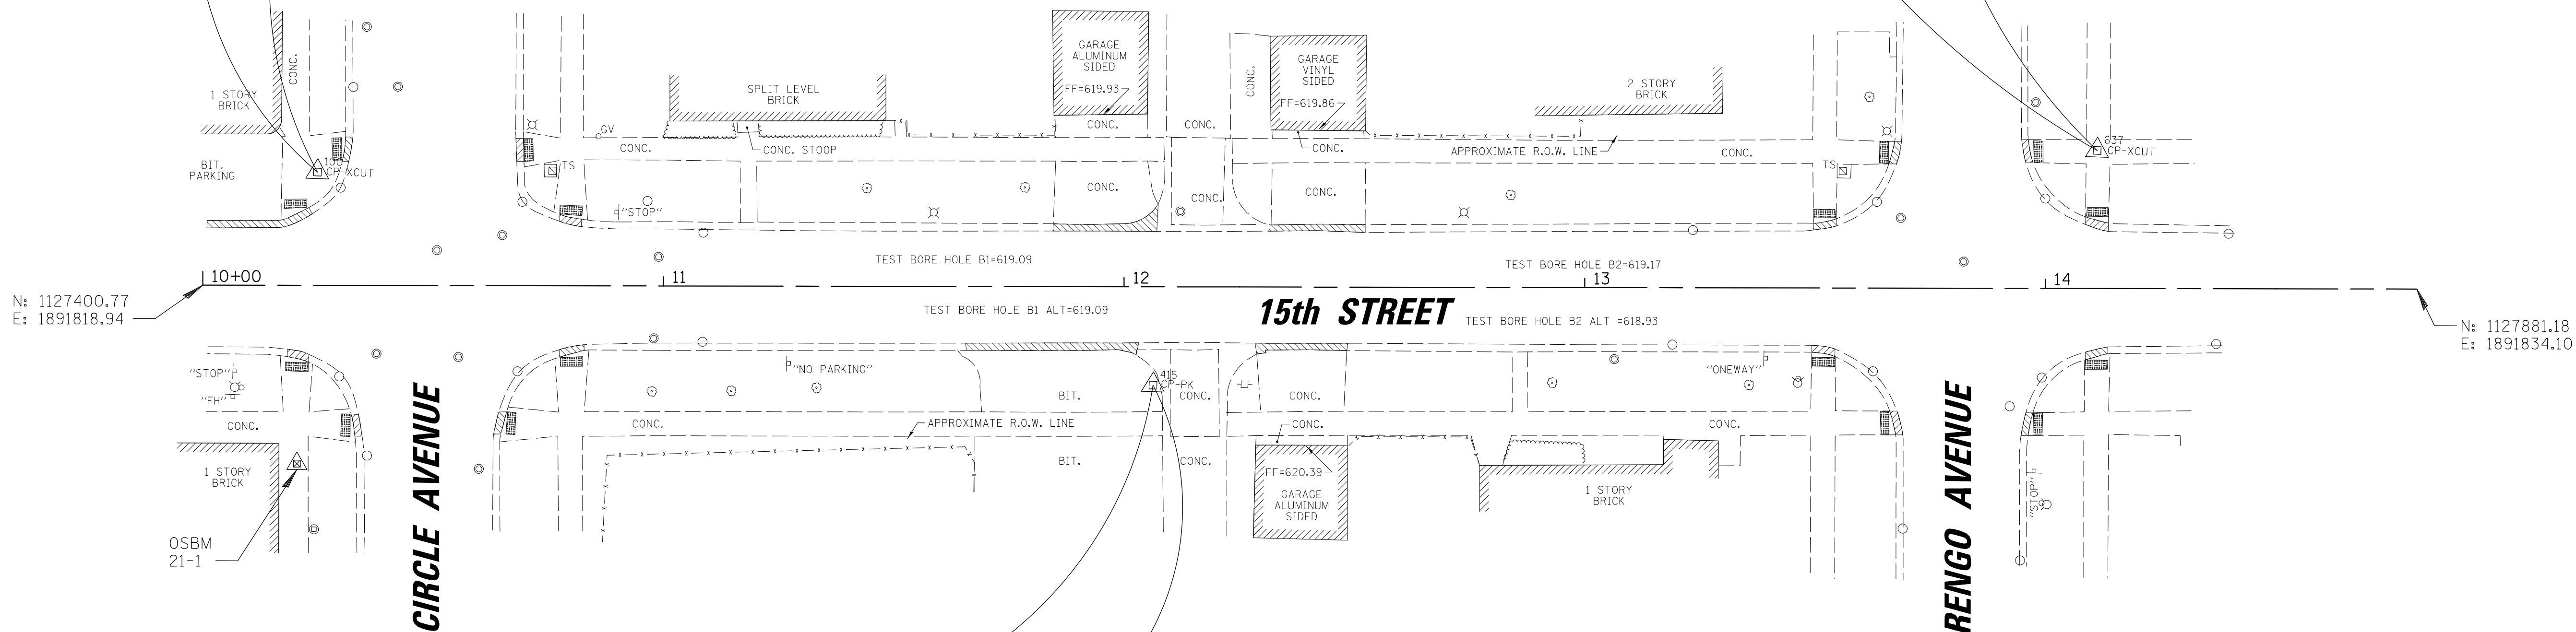 CONC.
1 STORY
BRICK
BIT.
PARKING
100
CP-XCUT
GV
CONC.
SPLIT LEVEL
BRICK
CONC. STOOP
TS
"STOP"
GARAGE
ALUMINUM
SIDED
FF=619.93
CONC.
CONC.
CONC.
CONC.
CONC.
GARAGE
VINYL
SIDED
FF=619.86
CONC.
CONC.
2 STORY
BRICK
APPROXIMATE R.O.W. LINE
CONC.
TS
637
CP-XCUT
TEST BORE HOLE B1=619.09
TEST BORE HOLE B2=619.17
10+00
11
12
13
14
N: 1127400.77
E: 1891818.94
TEST BORE HOLE B1 ALT=619.09
15th STREET
TEST BORE HOLE B2 ALT =618.93
N: 1127881.18
E: 1891834.10
"STOP"
"FH"
CONC.
1 STORY
BRICK
OSBM
21-1
CIRCLE AVENUE
"NO PARKING"
CONC.
APPROXIMATE R.O.W. LINE
BIT.
BIT.
415
CP-PK
CONC.
CONC.
CONC.
CONC.
FF=620.39
GARAGE
ALUMINUM
SIDED
"ONEWAY"
CONC.
1 STORY
BRICK
RENGO AVENUE
"STOP"